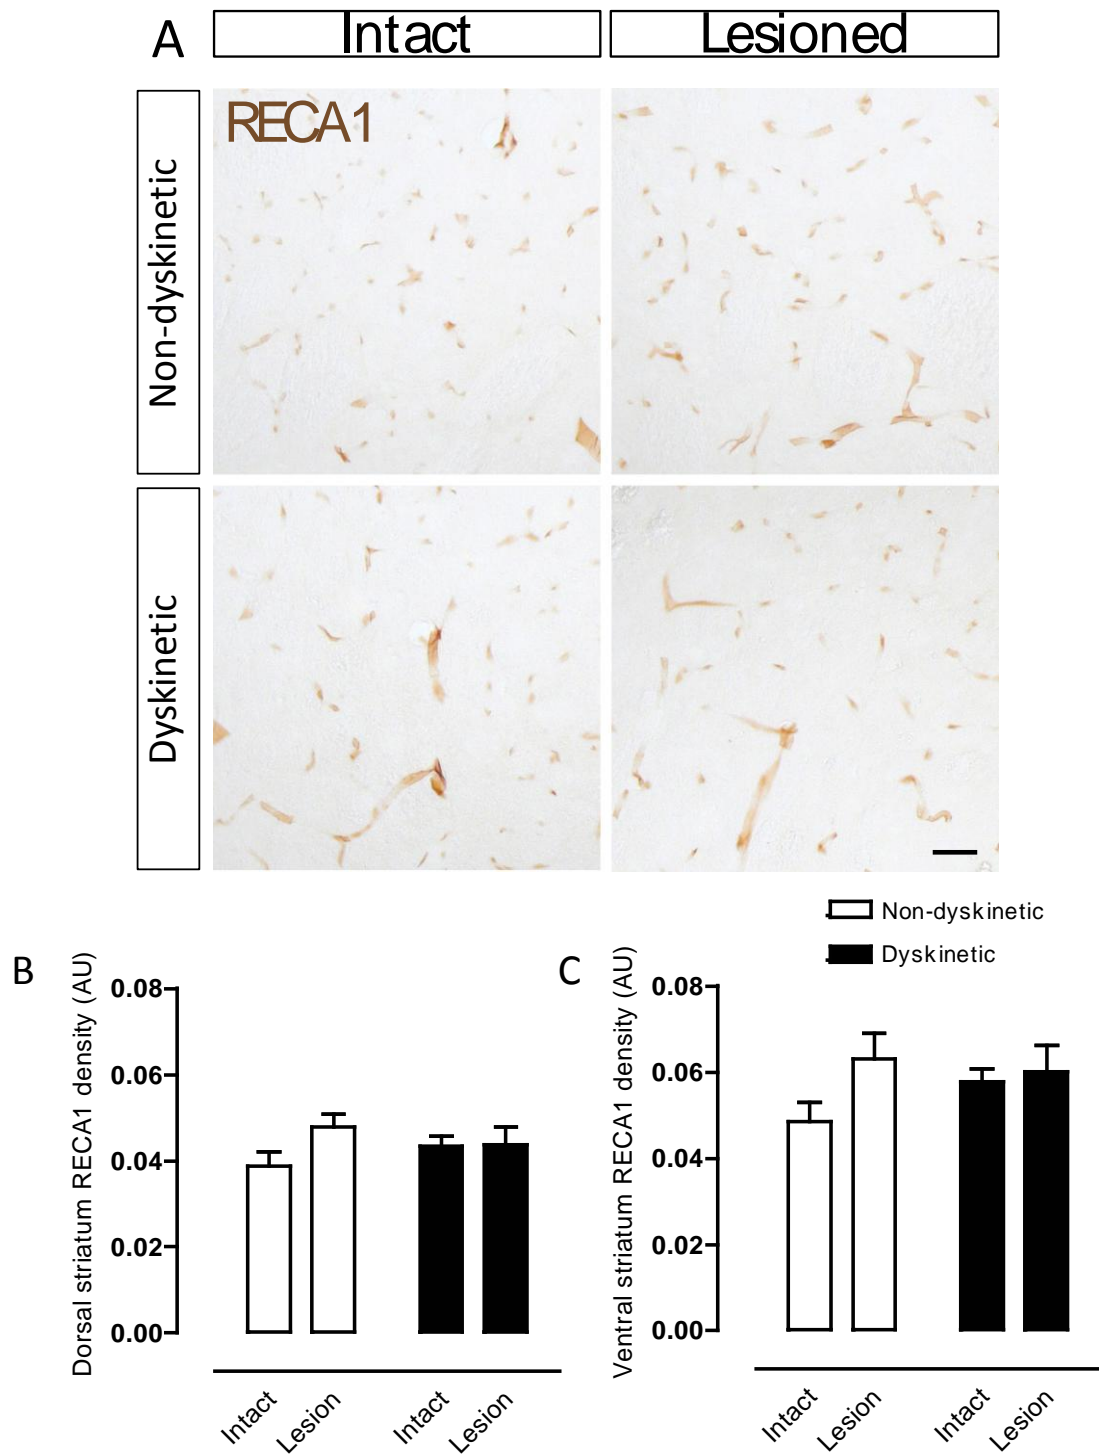 A
Intact
Lesioned
Non-dyskinetic
RECA1
Dyskinetic
Non-dyskinetic
Dyskinetic
B
Dorsal striatum RECA1 density (AU)
0.08
0.06
0.04
0.02
0.00
Intact
Lesion
Intact
Lesion
C
Ventral striatum RECA1 density (AU)
0.08
0.06
0.04
0.02
0.00
Intact
Lesion
Intact
Lesion